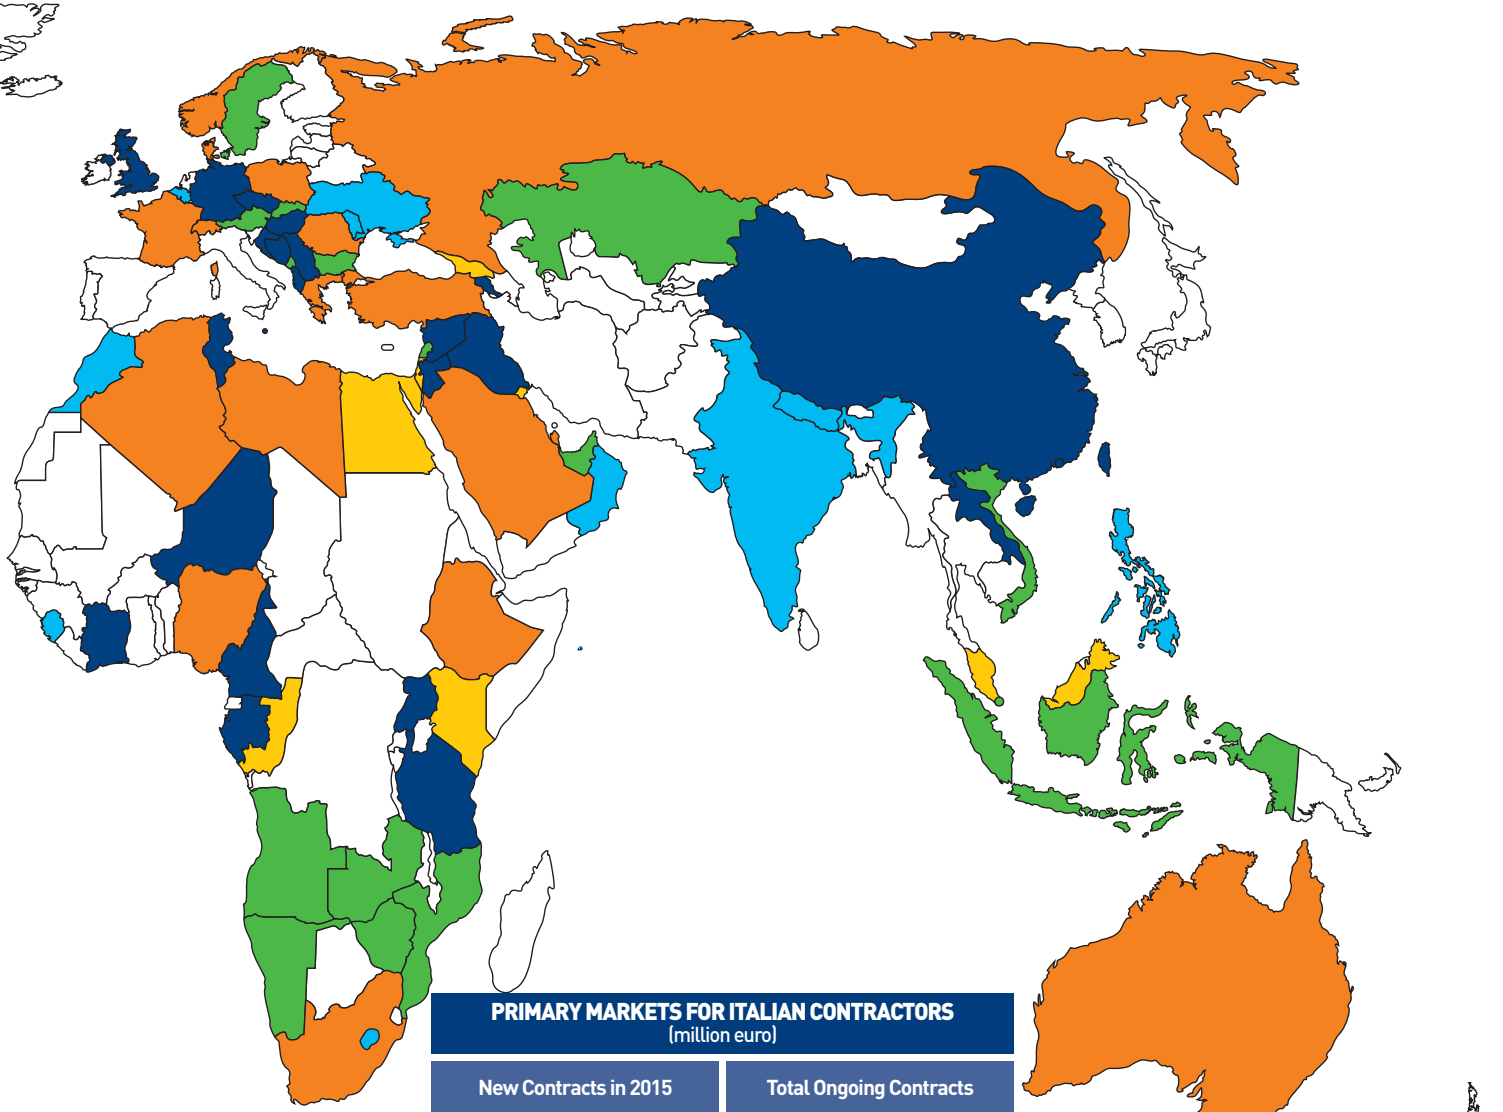 PRIMARY MARKETS FOR ITALIAN CONTRACTORS
(million euro)
New Contracts in 2015
Total Ongoing Contracts